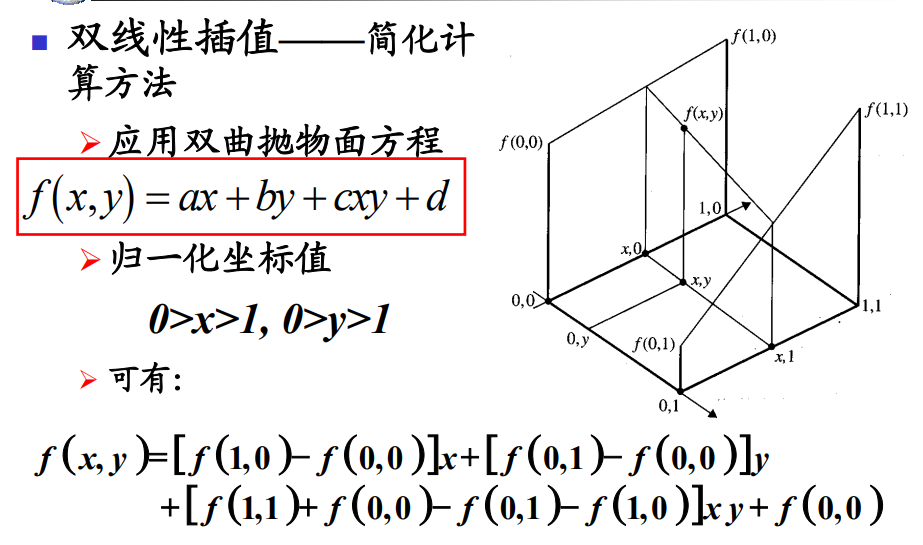 双线性插值——简化计
算方法
应用双曲抛物面方程
f(x,y)=ax+by+cxy+d
归一化坐标值
0>x>1, 0>y>1
可有：
f(x,y)=[f(1,0)-f(0,0)]x+[f(0,1)-f(0,0)]y
+[f(1,1)+f(0,0)-f(0,1)-f(1,0)]xy+f(0,0)
f(1,0)
f(1,1)
f(x,y)
f(0,0)
1,0
x,0
x,y
0,0
1,1
0,y
f(0,1)
x,1
0,1